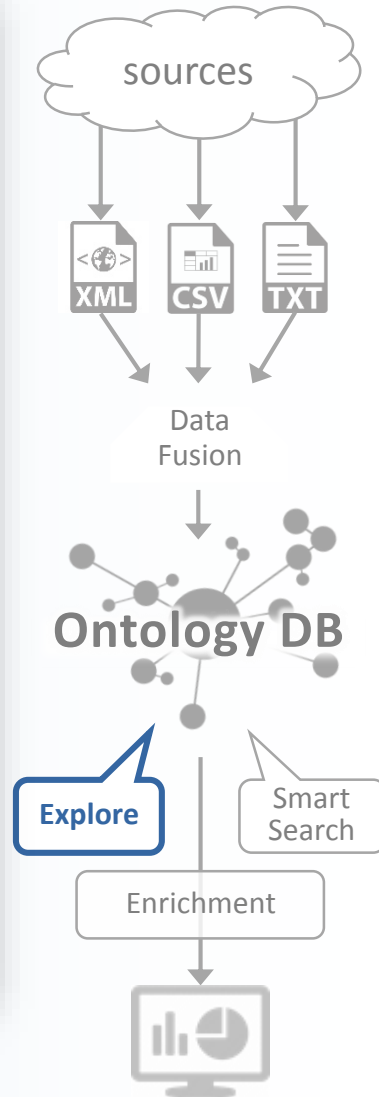 sources
XML
CSV
TXT
Data
Fusion
Ontology DB
Explore
Smart
Search
Enrichment